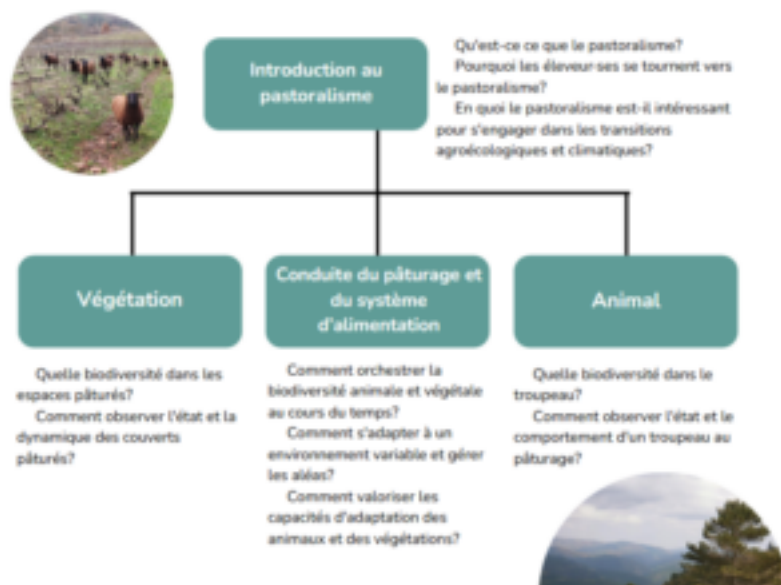 Introduction au
pastoralisme
Qu'est-ce ce que le pastoralisme?
Pourquoi les éleveur·ses se tournent vers
le pastoralisme?
En quoi le pastoralisme est-il intéressant
pour s'engager dans les transitions
agroécologiques et climatiques?
Végétation
Quelle biodiversité dans les
espaces pâturés?
Comment observer l'état et la
dynamique des couverts
pâturés?
Conduite du pâturage et
du système
d'alimentation
Comment orchestrer la
biodiversité animale et végétale
au cours du temps?
Comment s'adapter à un
environnement variable et gérer
les aléas?
Comment valoriser les
capacités d'adaptation des
animaux et des végétations?
Animal
Quelle biodiversité dans le
troupeau?
Comment observer l'état et le
comportement d'un troupeau au
pâturage?